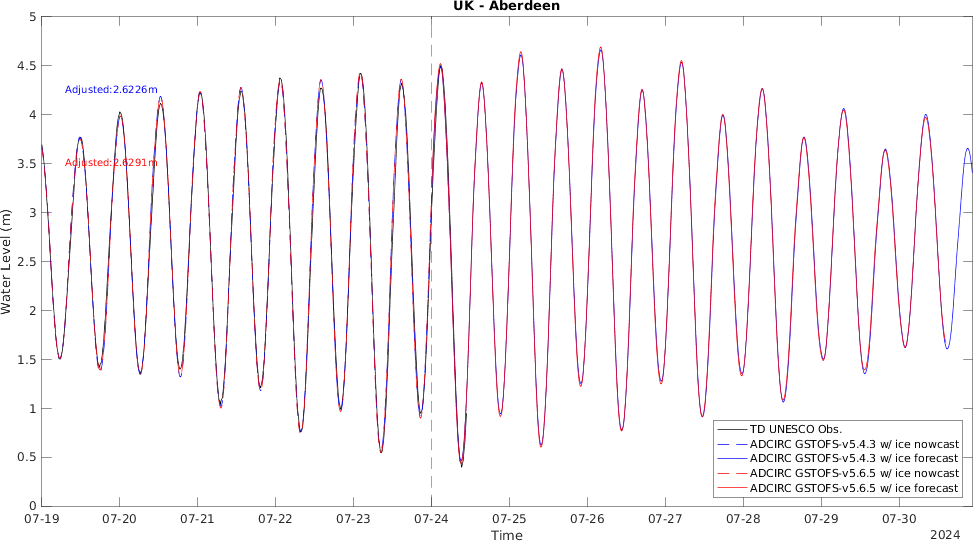 UK - Aberdeen
5
4.5
4
3.5
3
2.5
2
1.5
1
0.5
0
Water Level (m)
Adjusted:2.6226m
Adjusted:2.6291m
TD UNESCO Obs.
ADCIRC GSTOFS-v5.4.3 w/ ice nowcast
ADCIRC GSTOFS-v5.4.3 w/ ice forecast
ADCIRC GSTOFS-v5.6.5 w/ ice nowcast
ADCIRC GSTOFS-v5.6.5 w/ ice forecast
07-19 07-20 07-21 07-22 07-23 07-24 07-25 07-26 07-27 07-28 07-29 07-30
Time
2024